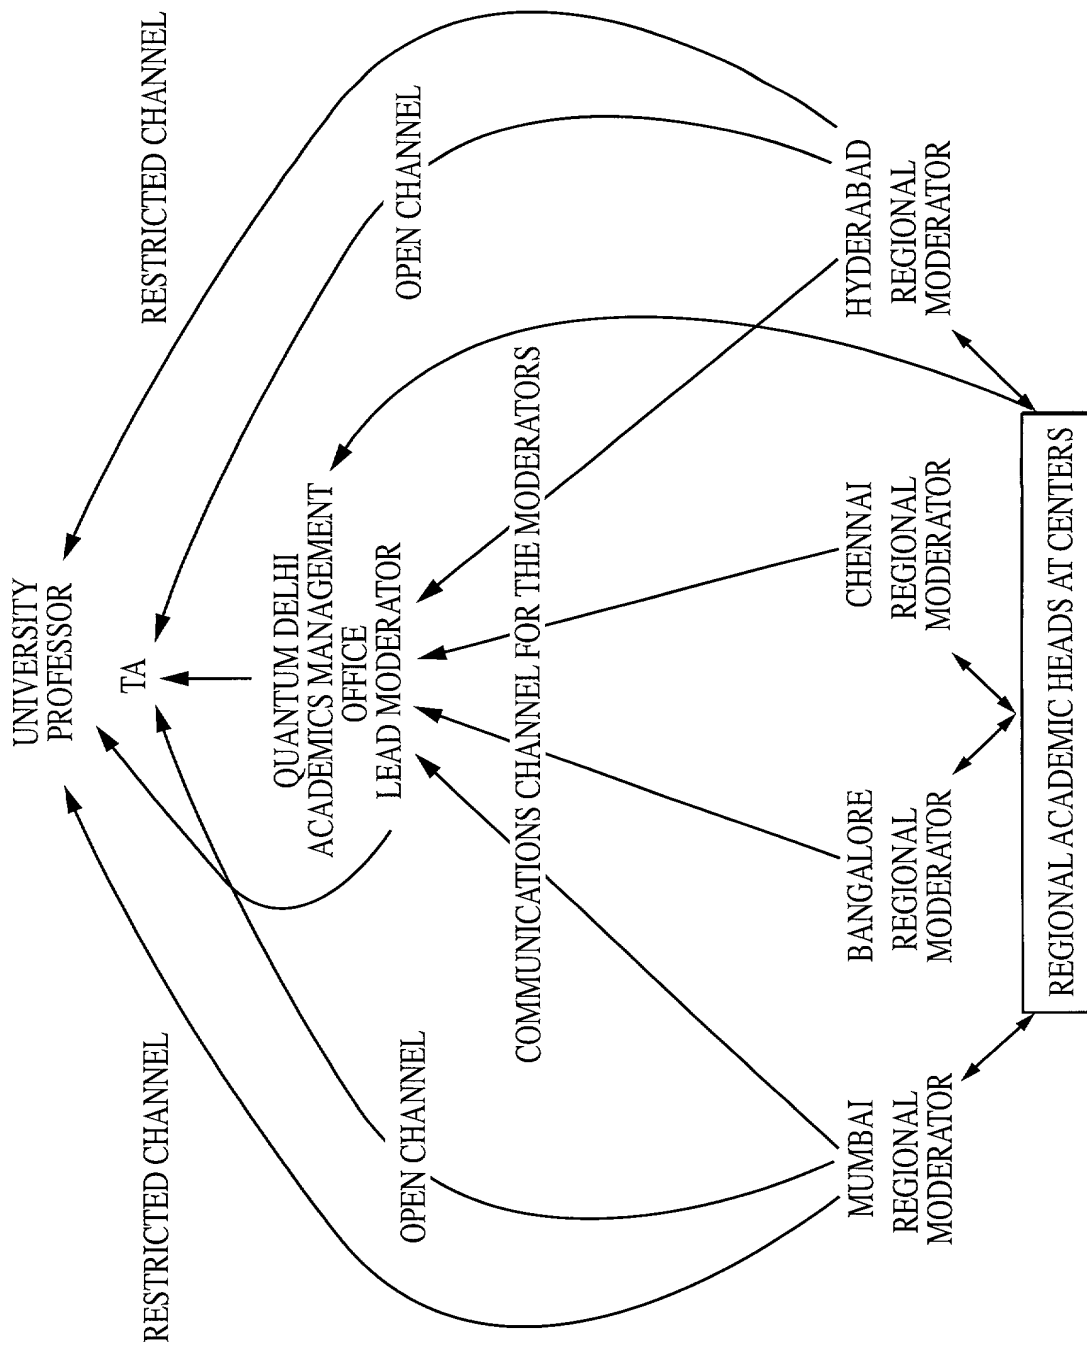 UNIVERSITY
PROFESSOR
RESTRICTED CHANNEL
RESTRICTED CHANNEL
TA
QUANTUM DELHI
ACADEMICS MANAGEMENT
OFFICE
LEAD MODERATOR
OPEN CHANNEL
OPEN CHANNEL
COMMUNICATIONS CHANNEL FOR THE MODERATORS
MUMBAI
REGIONAL
MODERATOR
BANGALORE
REGIONAL
MODERATOR
CHENNAI
REGIONAL
MODERATOR
HYDERABAD
REGIONAL
MODERATOR
REGIONAL ACADEMIC HEADS AT CENTERS